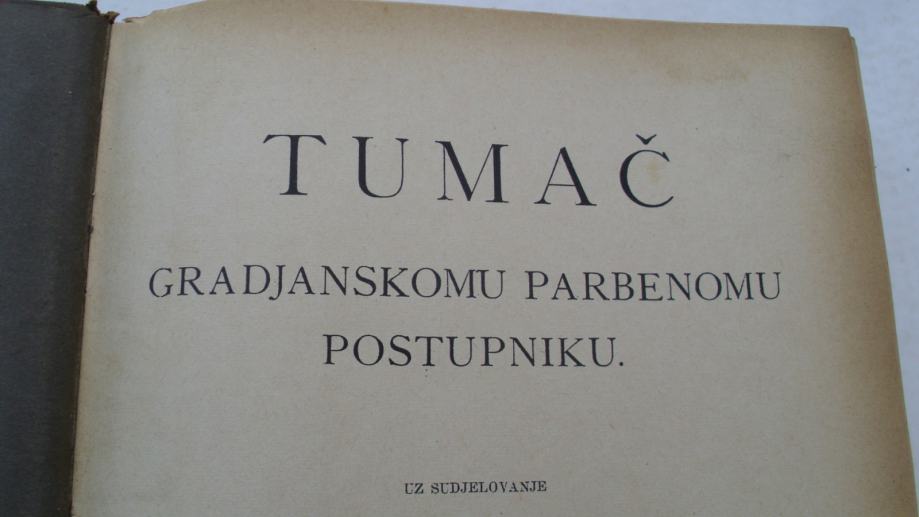 TUMAČ
GRADJANSKOMU PARBENOMU
POSTUPNIKU.
UZ SUDJELOVANJE